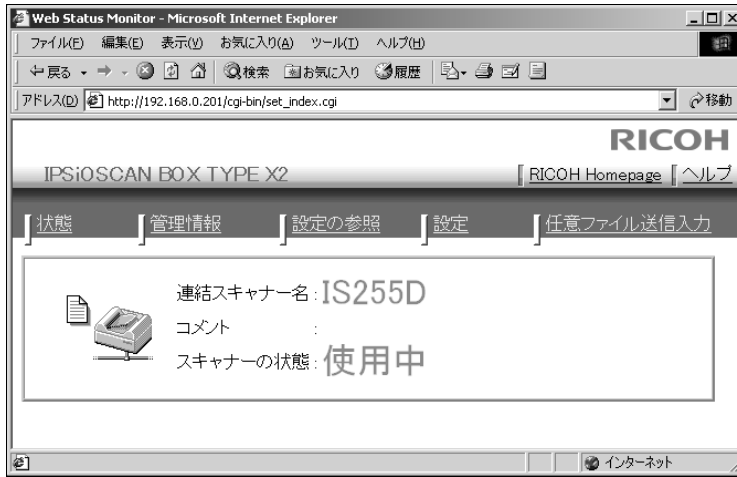 Web Status Monitor - Microsoft Internet Explorer
ファイル(F) 編集(E) 表示(V) お気に入り(A) ツール(T) ヘルプ(H)
戻る 検索 お気に入り 履歴
アドレス(D) http://192.168.0.201/cgi-bin/set_index.cgi 移動
RICOH
IPSiOSCAN BOX TYPE X2 RICOH Homepage ヘルプ
状態 管理情報 設定の参照 設定 任意ファイル送信入力
連結スキャナー名 : IS255D
コメント :
スキャナーの状態 : 使用中
インターネット